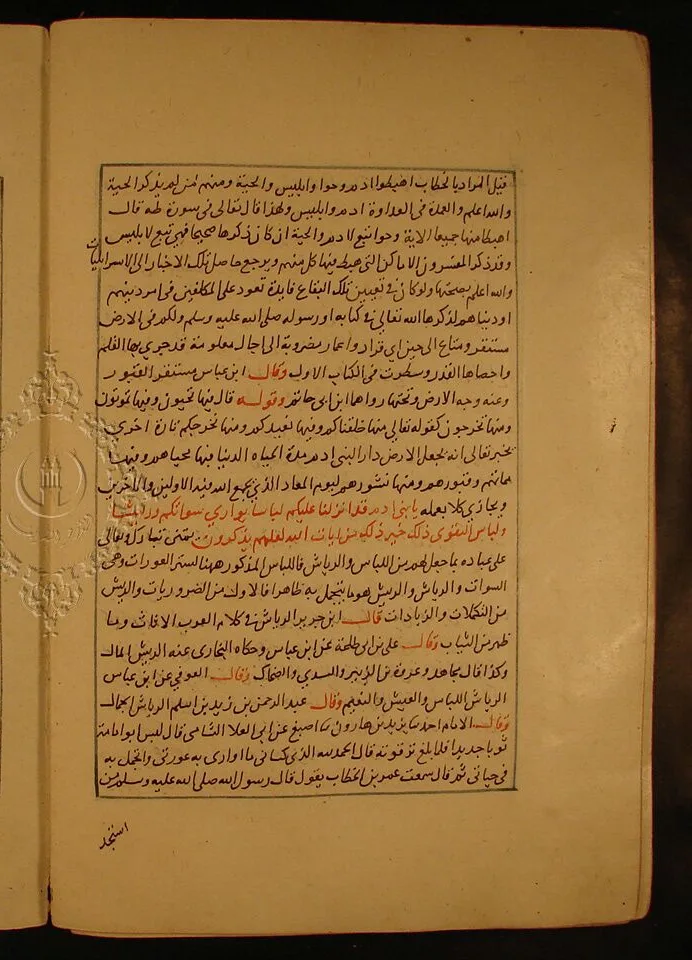 قيل المراد بالخطاب اهبطوا ادم وحوا وابليس والحية ومنهم من لم يذكر الحية
والله اعلم والعمدة في العداوة ادم وابليس ولهذا قال تعالى في سورة طه قال
اهبطا منها جميعا الاية وحوا تبع لادم والحية ان كان ذكرها صحيحا فهي تبع لابليس
وقد ذكر المفسرون الاماكن التي هبط فيها كل منهم ويرجع حاصل تلك الاخبار الى الاسرائيليات
والله اعلم بصحتها ولو كان في تعيين تلك البقاع فايدة تعود على المكلفين في امر دينهم
او دنياهم لذكرها الله تعالى في كتابه او رسوله صلى الله عليه وسلم ولكم في الارض
مستقر ومتاع الى حين اي قرار واعمار مضروبة الى اجال معلومة قد جرى بها القلم
واحصاها القدر وسطرت في الكتاب الاول وقال ابن عباس مستقر القبور
وعنه وجه الارض وتحتها رواها ابن ابي حاتم وقوله قال فيها تحيون وفيها تموتون
ومنها تخرجون كقوله تعالى منها خلقناكم وفيها نعيدكم ومنها نخرجكم تارة اخرى
يخبر تعالى انه يجعل الارض دار البني ادم مدة الحياة الدنيا فيها محياهم وفيها
مماتهم وقبورهم ومنها نشورهم ليوم المعاد الذي يجمع الله فيه الاولين والاخرين
ويجازي كلا بعمله يا بني ادم قد انزلنا عليكم لباسا يواري سواتكم وريشا
ولباس التقوى ذلك خير ذلك من ايات الله لعلهم يذكرون يمتن تبارك وتعالى
على عباده بما جعل لهم من اللباس والرياش فاللباس المذكور ههنا لستر العورات وهي
السوات والرياش والريش هو ما يتجمل به ظاهرا فالاول من الضروريات والريش
من التكملات والزيادات قال ابن جرير الرياش في كلام العرب الاثاث وما
ظهر من الثياب وقال علي بن ابي طلحة عن ابن عباس وحكاه البخاري عنه الريش المال
وكذا قال مجاهد وعروة بن الزبير والسدي والضحاك وقال العوفي عن ابن عباس
الرياش اللباس والعيش والنعيم وقال عبد الرحمن بن زيد بن اسلم الرياش الجمال
وقال الامام احمد ثنا يزيد بن هارون ثنا اصبغ عن ابي العلا الشامي قال لبس ابو امامة
ثوبا جديدا فلما بلغ ترقوته قال الحمد لله الذي كساني ما اواري به عورتي واتجمل به
في حياتي ثم قال سمعت عمر بن الخطاب يقول قال رسول الله صلى الله عليه وسلم من
استجد